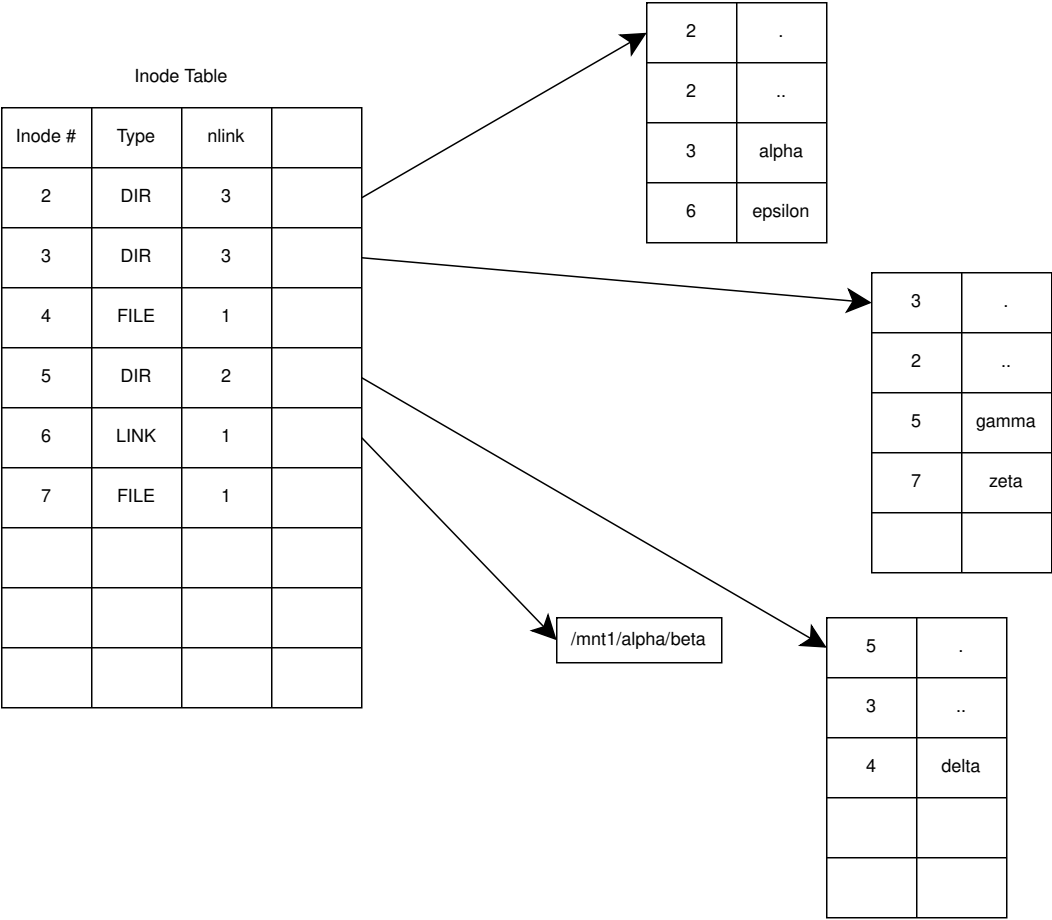 Inode Table
Inode # Type nlink
2 DIR 3
3 DIR 3
4 FILE 1
5 DIR 2
6 LINK 1
7 FILE 1
2 .
2 ..
3 alpha
6 epsilon
3 .
2 ..
5 gamma
7 zeta
/mnt1/alpha/beta
5 .
3 ..
4 delta